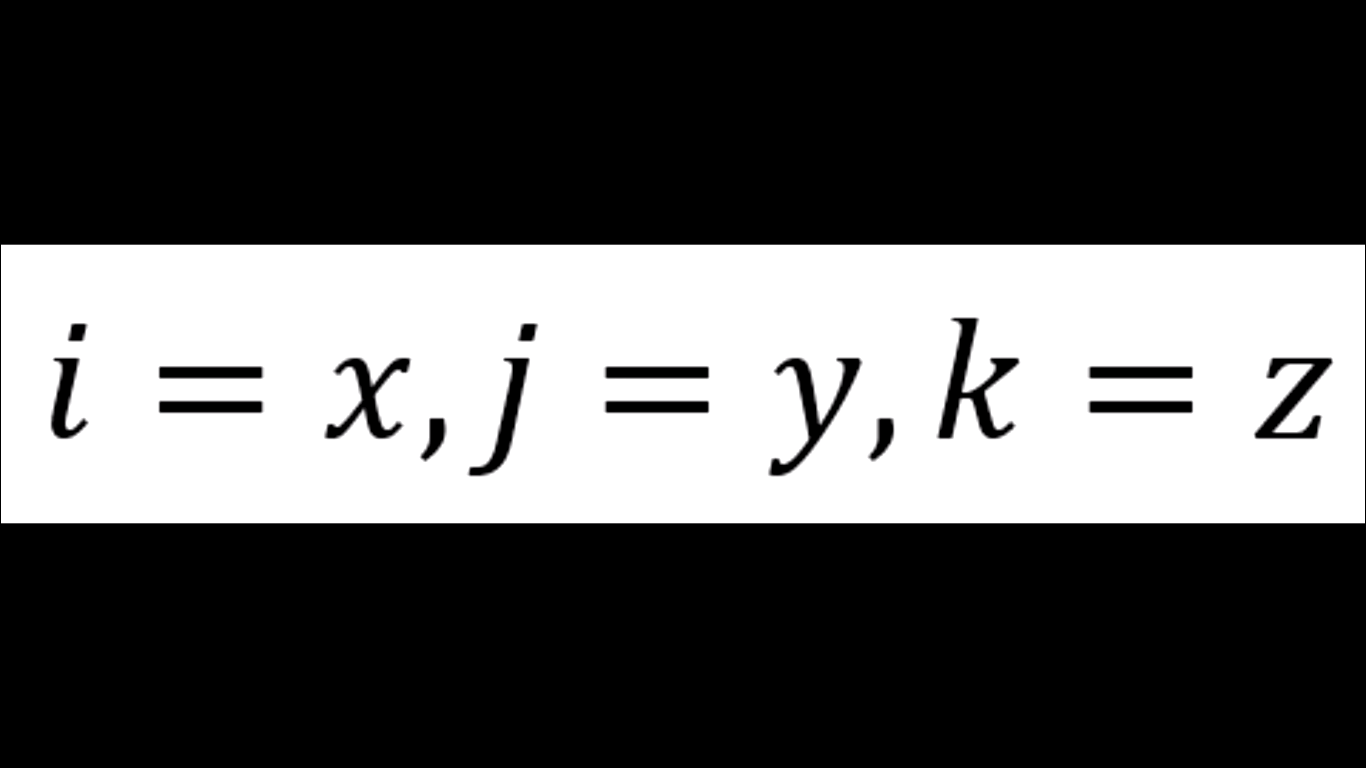 i = x, j = y, k = z